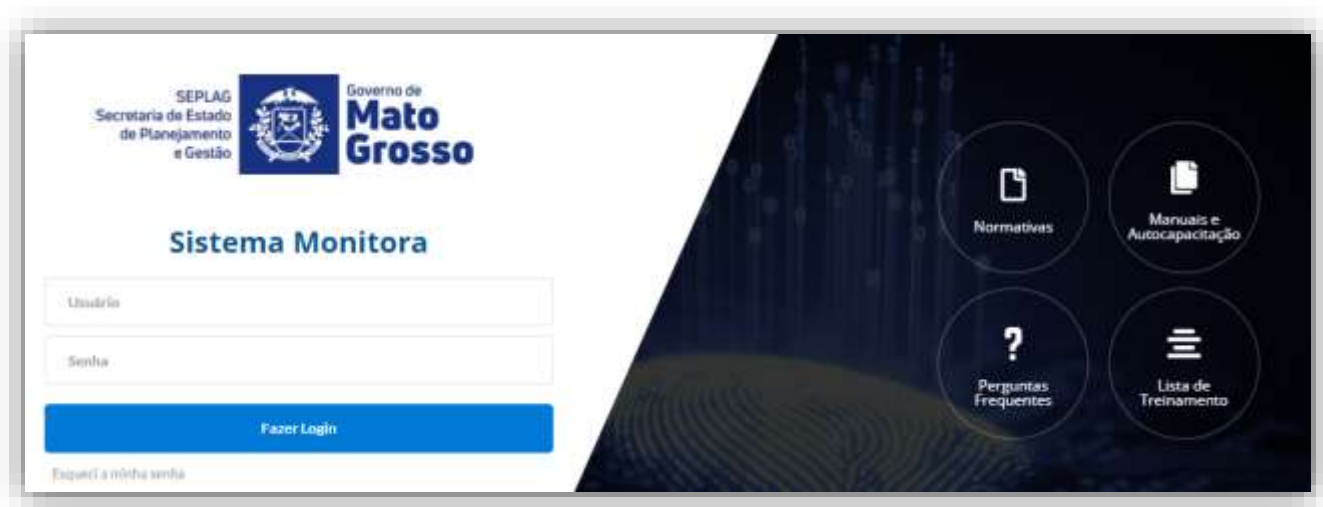 SEPLAG
Secretaria de Estado
de Planejamento
e Gestão
Governo de
Mato
Grosso
Sistema Monitora
Usuário
Senha
Fazer Login
Esqueci a minha senha
Normativas
Manuais e
Autocapacitação
Perguntas
Frequentes
Lista de
Treinamento